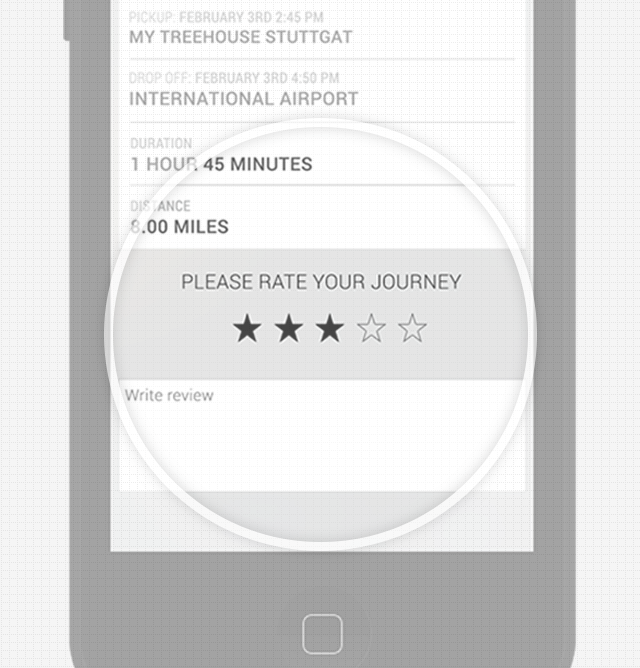 PICKUP: FEBRUARY 3RD 2:45 PM
MY TREEHOUSE STUTTGAT
DROP OFF: FEBRUARY 3RD 4:50 PM
INTERNATIONAL AIRPORT
DURATION
1 HOUR 45 MINUTES
DISTANCE
8.00 MILES
PLEASE RATE YOUR JOURNEY
Write review